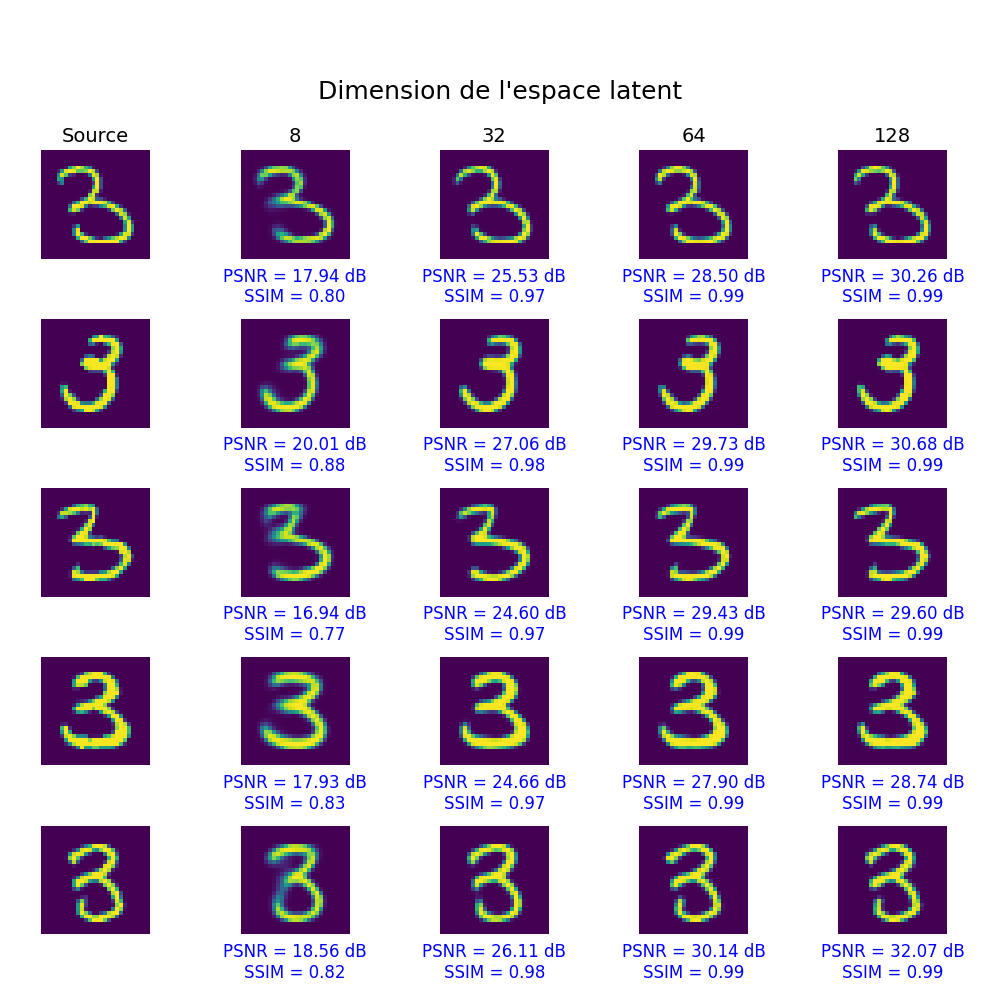 Dimension de l'espace latent
Source 8 32 64 128
PSNR = 17.94 dB PSNR = 25.53 dB PSNR = 28.50 dB PSNR = 30.26 dB
SSIM = 0.80 SSIM = 0.97 SSIM = 0.99 SSIM = 0.99
PSNR = 20.01 dB PSNR = 27.06 dB PSNR = 29.73 dB PSNR = 30.68 dB
SSIM = 0.88 SSIM = 0.98 SSIM = 0.99 SSIM = 0.99
PSNR = 16.94 dB PSNR = 24.60 dB PSNR = 29.43 dB PSNR = 29.60 dB
SSIM = 0.77 SSIM = 0.97 SSIM = 0.99 SSIM = 0.99
PSNR = 17.93 dB PSNR = 24.66 dB PSNR = 27.90 dB PSNR = 28.74 dB
SSIM = 0.83 SSIM = 0.97 SSIM = 0.99 SSIM = 0.99
PSNR = 18.56 dB PSNR = 26.11 dB PSNR = 30.14 dB PSNR = 32.07 dB
SSIM = 0.82 SSIM = 0.98 SSIM = 0.99 SSIM = 0.99